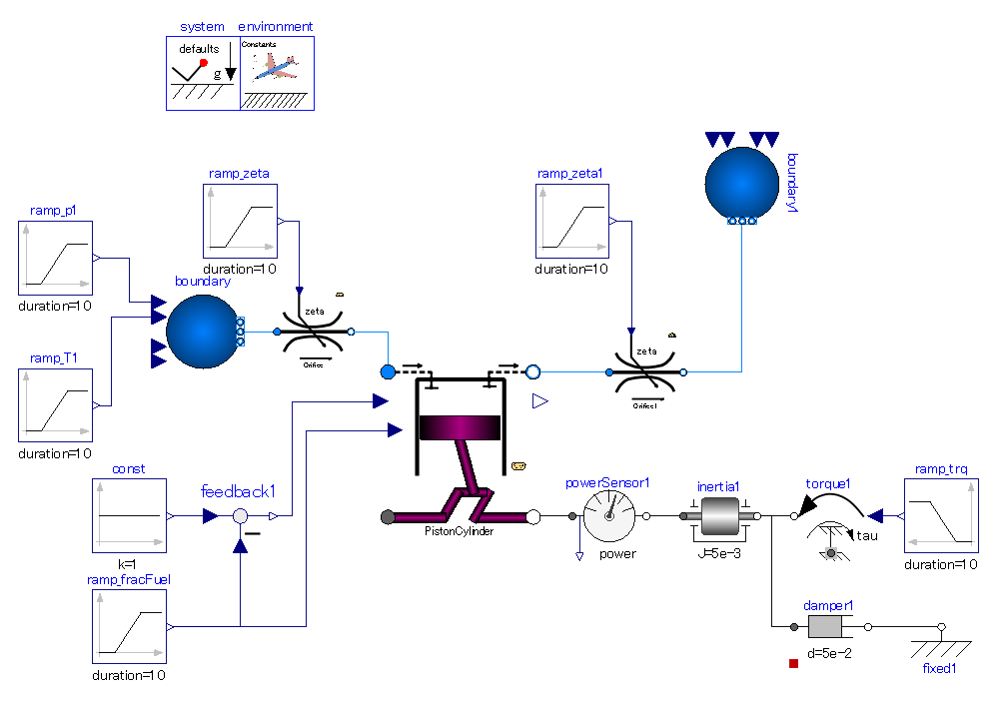 system environment
defaults
g
Constants
boundary1
ramp_zeta
duration=10
ramp_zeta1
duration=10
ramp_p1
duration=10
boundary
zeta
Orifice
zeta
Orifice1
ramp_T1
duration=10
const
k=1
feedback1
PistonCylinder
powerSensor1
power
inertia1
J=5e-3
torque1
tau
ramp_trq
duration=10
ramp_fracFuel
duration=10
damper1
d=5e-2
fixed1